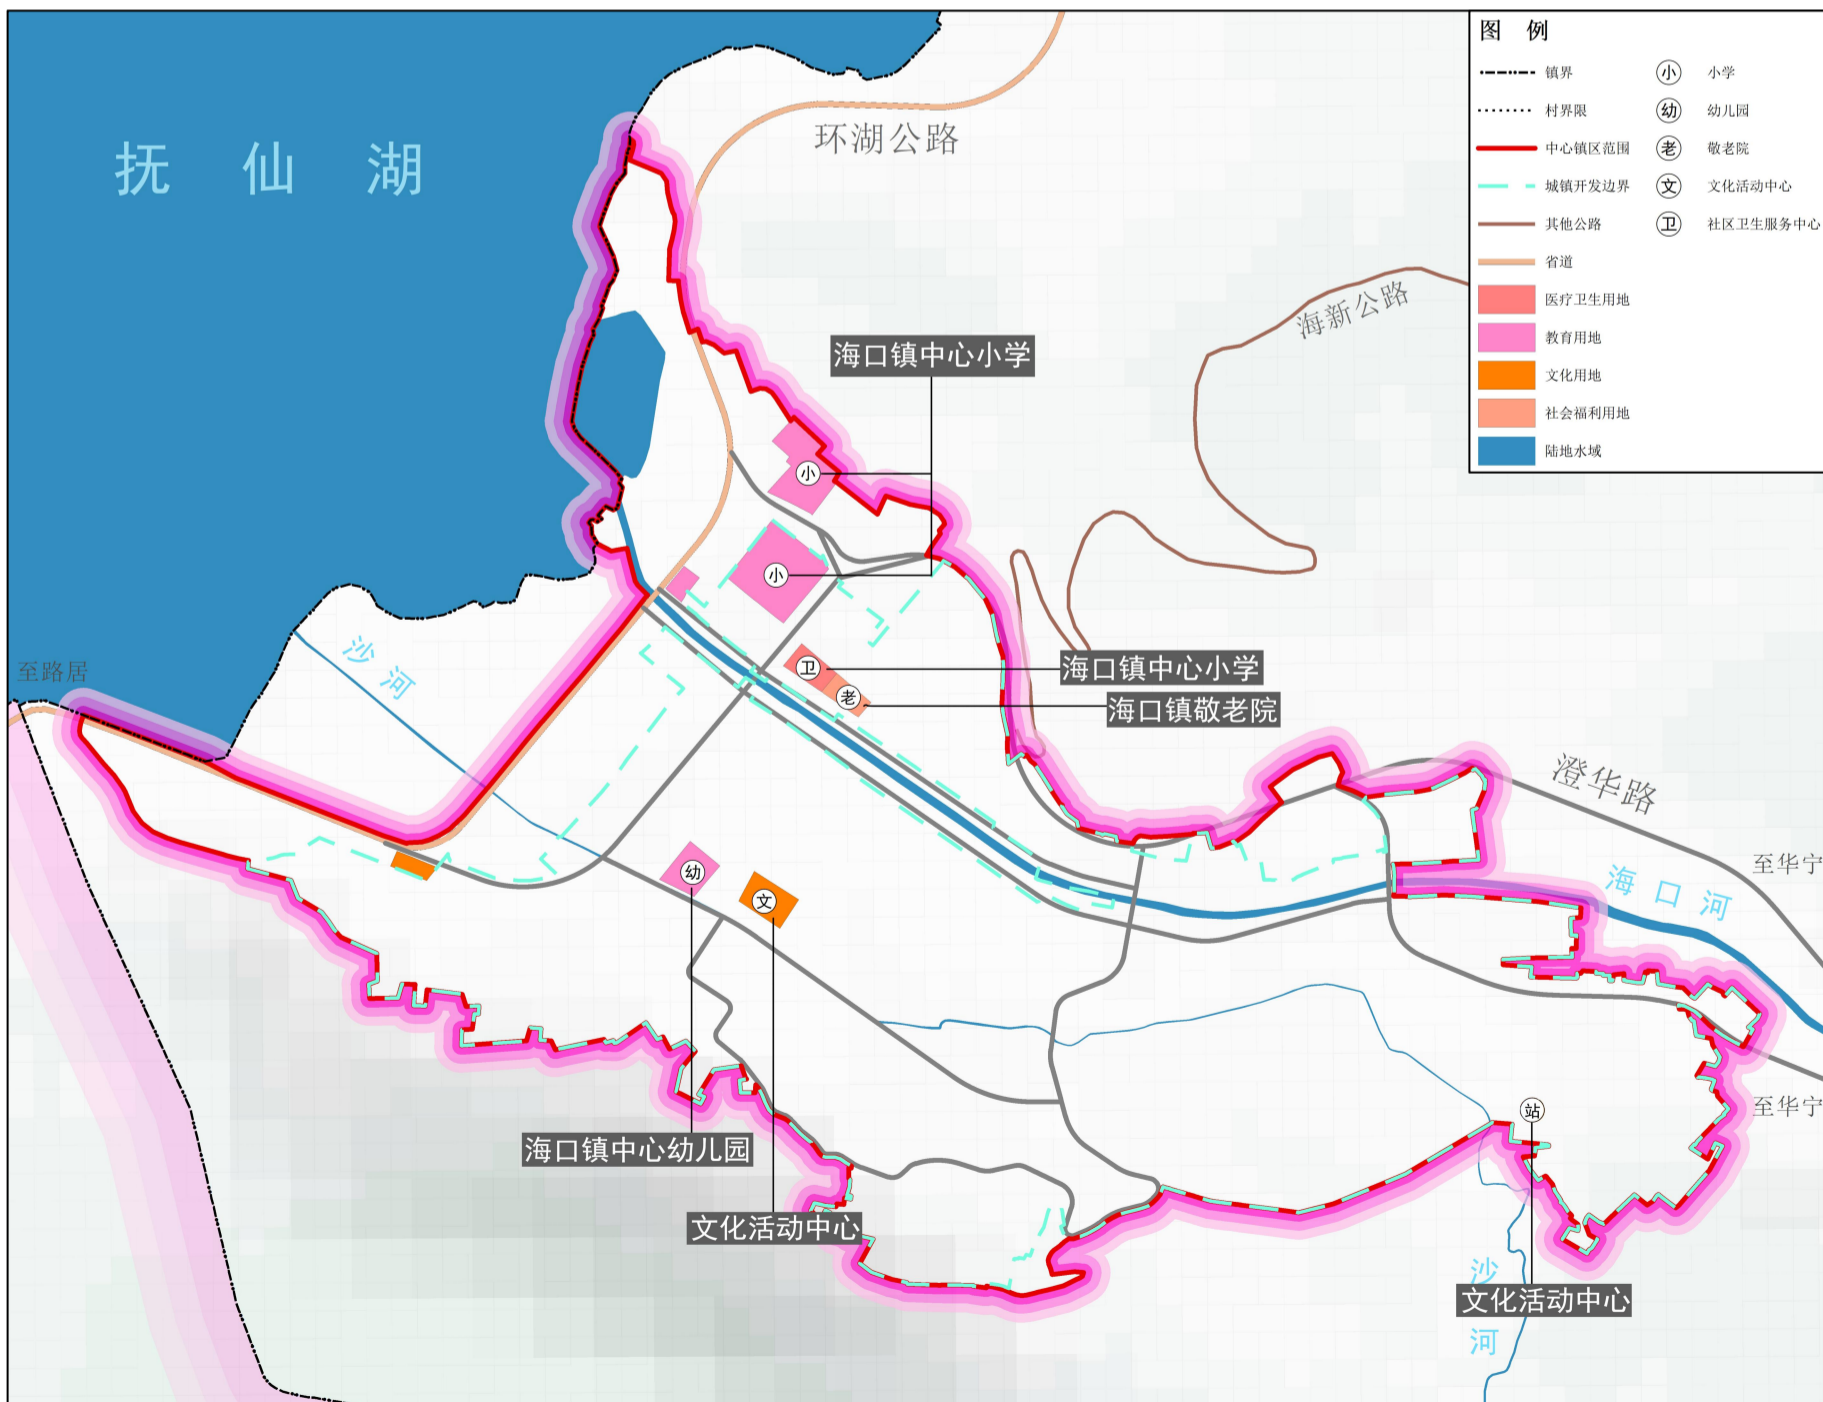 图 例
镇界
小 小学
村界限
幼 幼儿园
中心镇区范围
老 敬老院
城镇开发边界
文 文化活动中心
其他公路
卫 社区卫生服务中心
省道
医疗卫生用地
教育用地
文化用地
社会福利用地
陆地水域
抚仙湖
环湖公路
海新公路
海口镇中心小学
小
小
沙河
至路居
海口镇中心小学
卫
老
海口镇敬老院
澄华路
至华宁
海口河
幼
文
至华宁
站
海口镇中心幼儿园
文化活动中心
沙河
文化活动中心